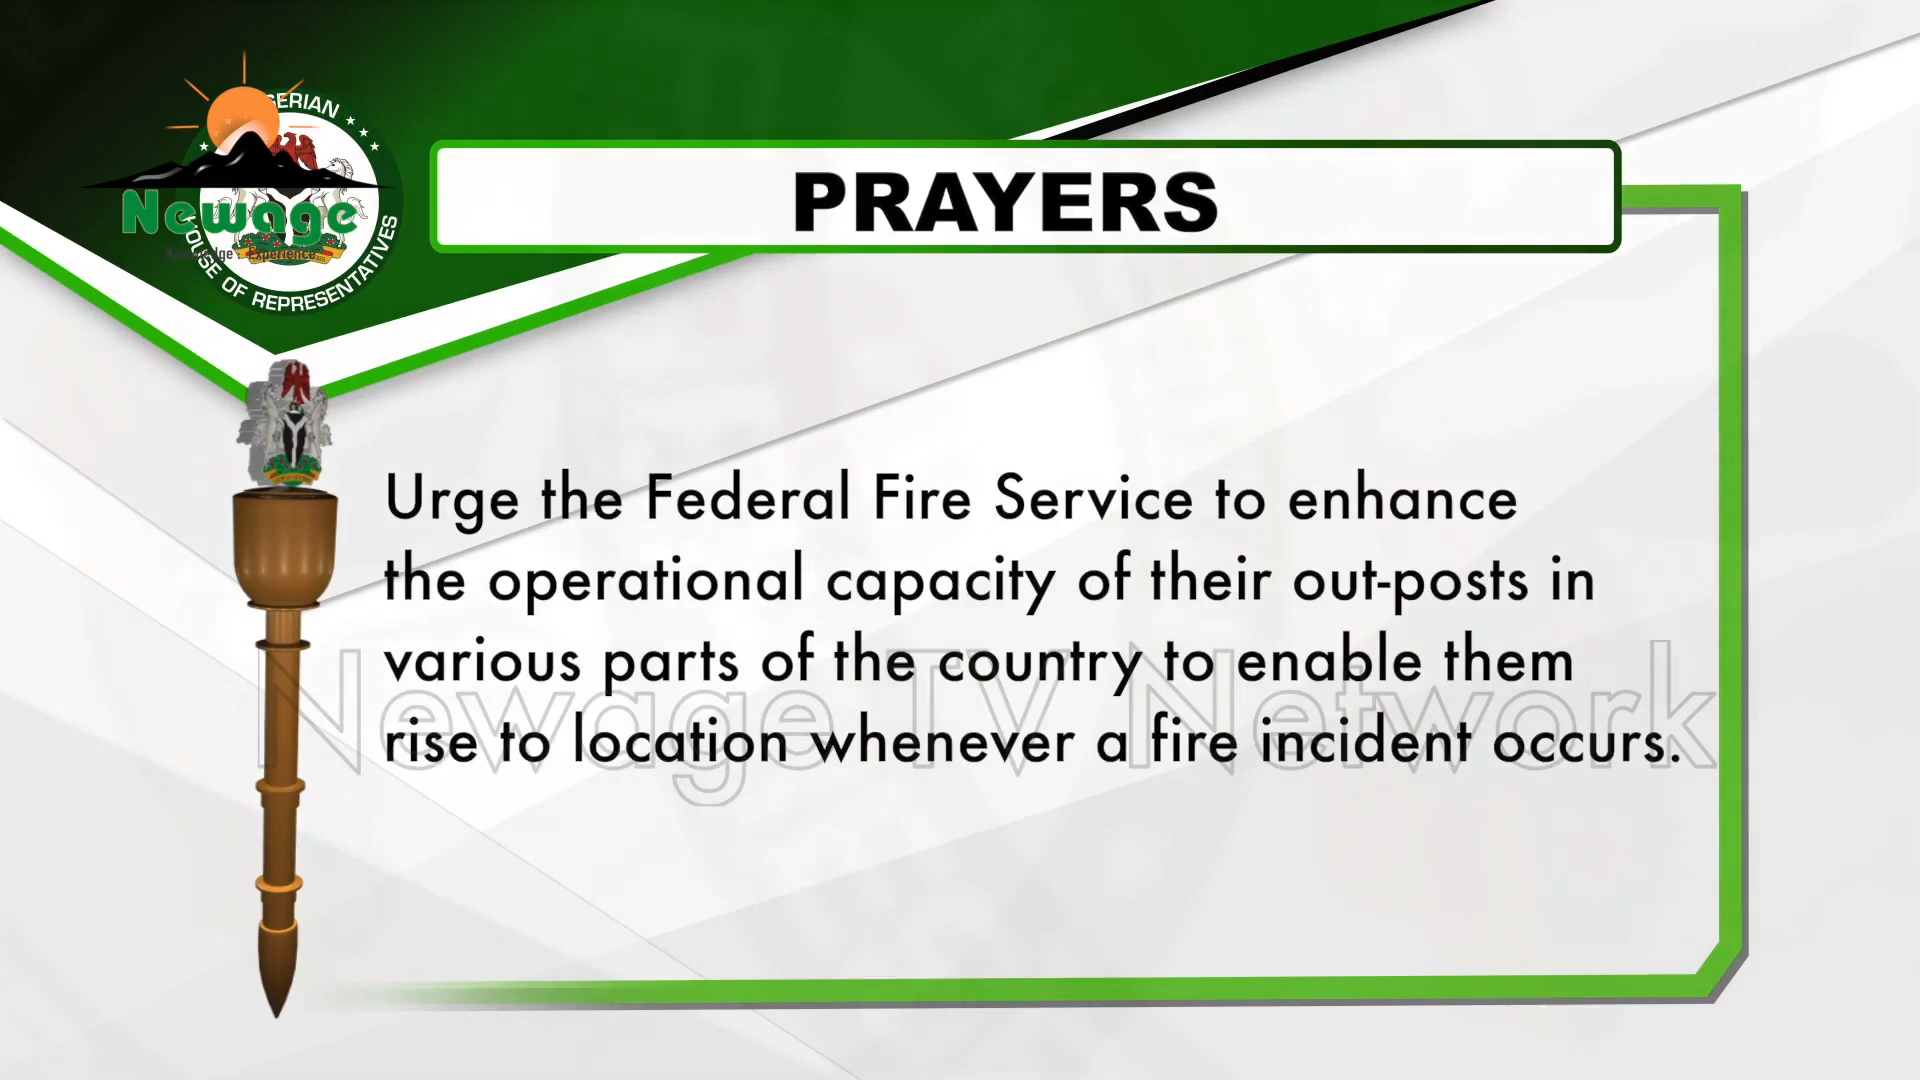 NIGERIAN
HOUSE OF REPRESENTATIVES
Newage
Knowledge : Experience
PRAYERS
Urge the Federal Fire Service to enhance
the operational capacity of their out-posts in
various parts of the country to enable them
rise to location whenever a fire incident occurs.
Newage TV Network